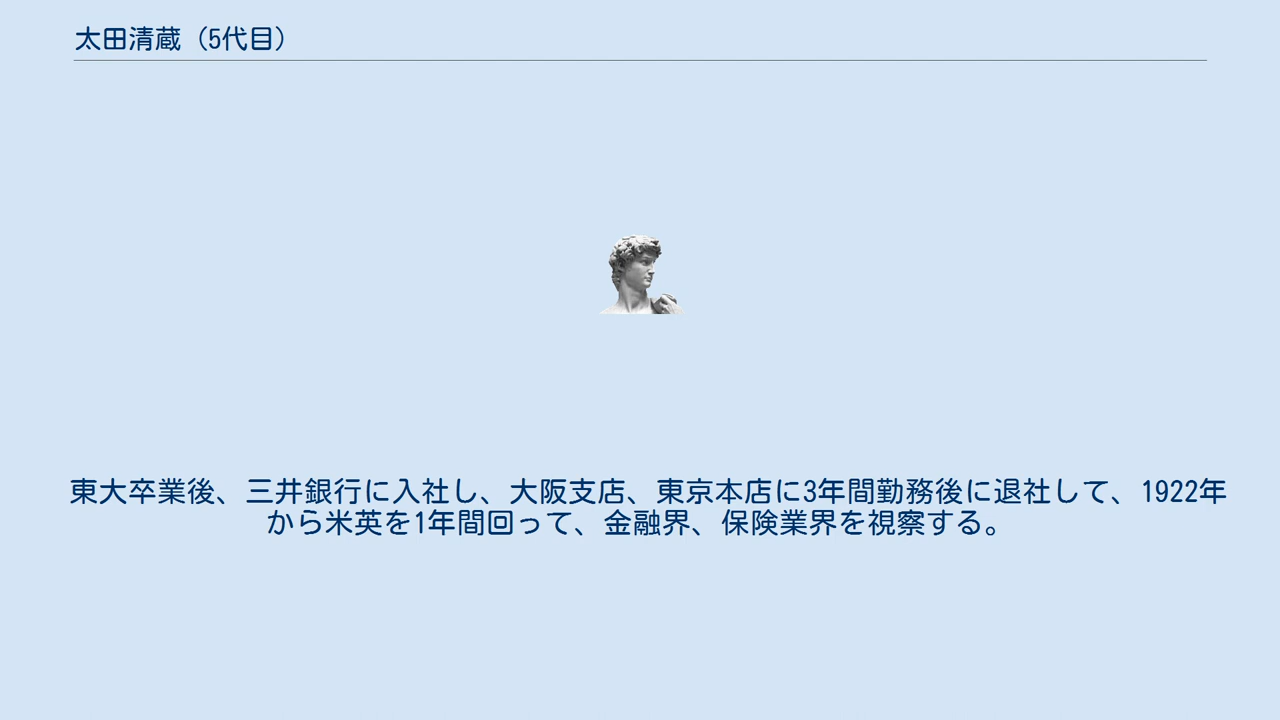 太田清蔵（5代目）
東大卒業後、三井銀行に入社し、大阪支店、東京本店に3年間勤務後に退社して、1922年
から米英を1年間回って、金融界、保険業界を視察する。